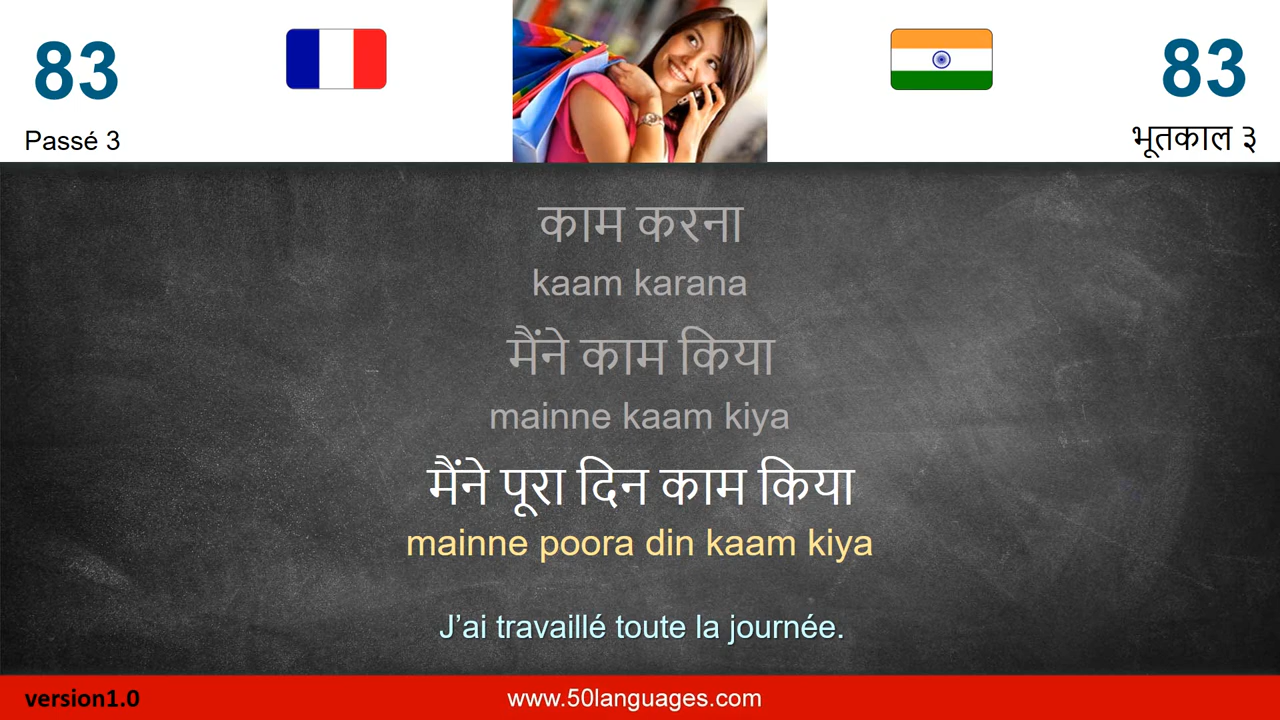 83
83
Passé 3
भूतकाल ३
काम करना
kaam karana
मैंने काम किया
mainne kaam kiya
मैंने पूरा दिन काम किया
mainne poora din kaam kiya
J’ai travaillé toute la journée.
version1.0
www.50languages.com